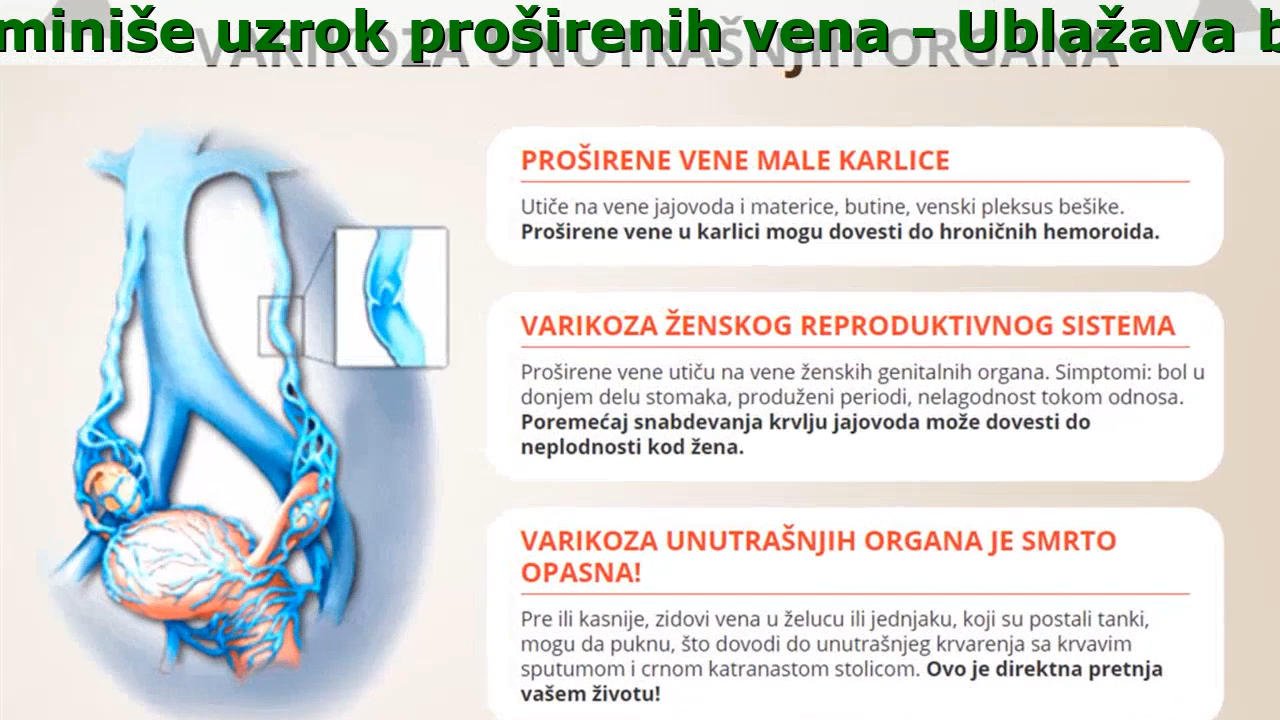 miniše uzrok proširenih vena - Ublažava b
VARIKOZA UNUTRAŠNJIH ORGANA
PROŠIRENE VENE MALE KARLICE
Utiče na vene jajovoda i materice, butine, venski pleksus bešike.
Proširene vene u karlici mogu dovesti do hroničnih hemoroida.
VARIKOZA ŽENSKOG REPRODUKTIVNOG SISTEMA
Proširene vene utiču na vene ženskih genitalnih organa. Simptomi: bol u
donjem delu stomaka, produženi periodi, nelagodnost tokom odnosa.
Poremećaj snabdevanja krvlju jajovoda može dovesti do
neplodnosti kod žena.
VARIKOZA UNUTRAŠNJIH ORGANA JE SMRTO
OPASNA!
Pre ili kasnije, zidovi vena u želucu ili jednjaku, koji su postali tanki,
mogu da puknu, što dovodi do unutrašnjeg krvarenja sa krvavim
sputumom i crnom katranastom stolicom. Ovo je direktna pretnja
vašem životu!